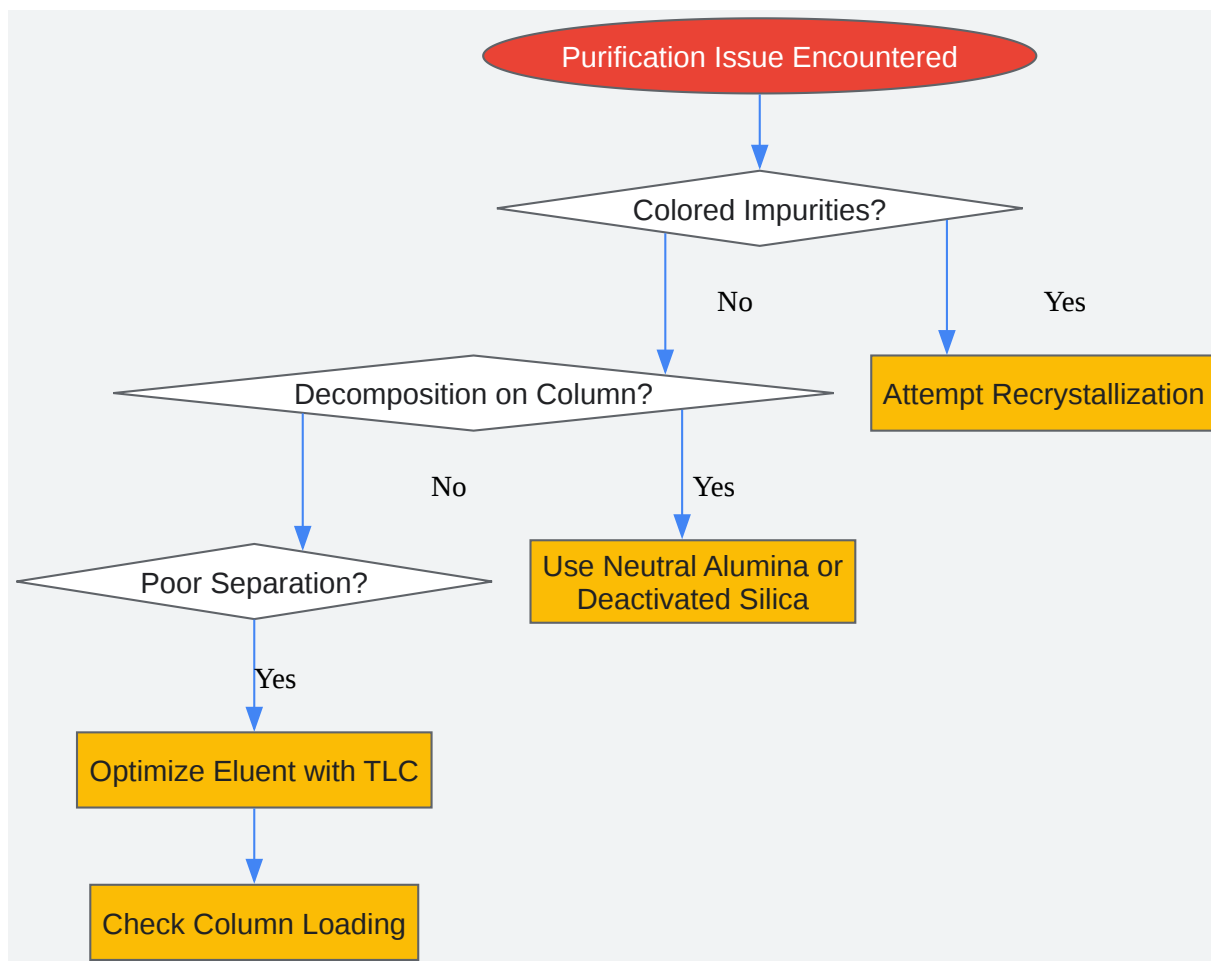 Purification Issue Encountered
Colored Impurities?
No
Yes
Decomposition on Column?
Attempt Recrystallization
No
Yes
Poor Separation?
Use Neutral Alumina or
Deactivated Silica
Yes
Optimize Eluent with TLC
Check Column Loading